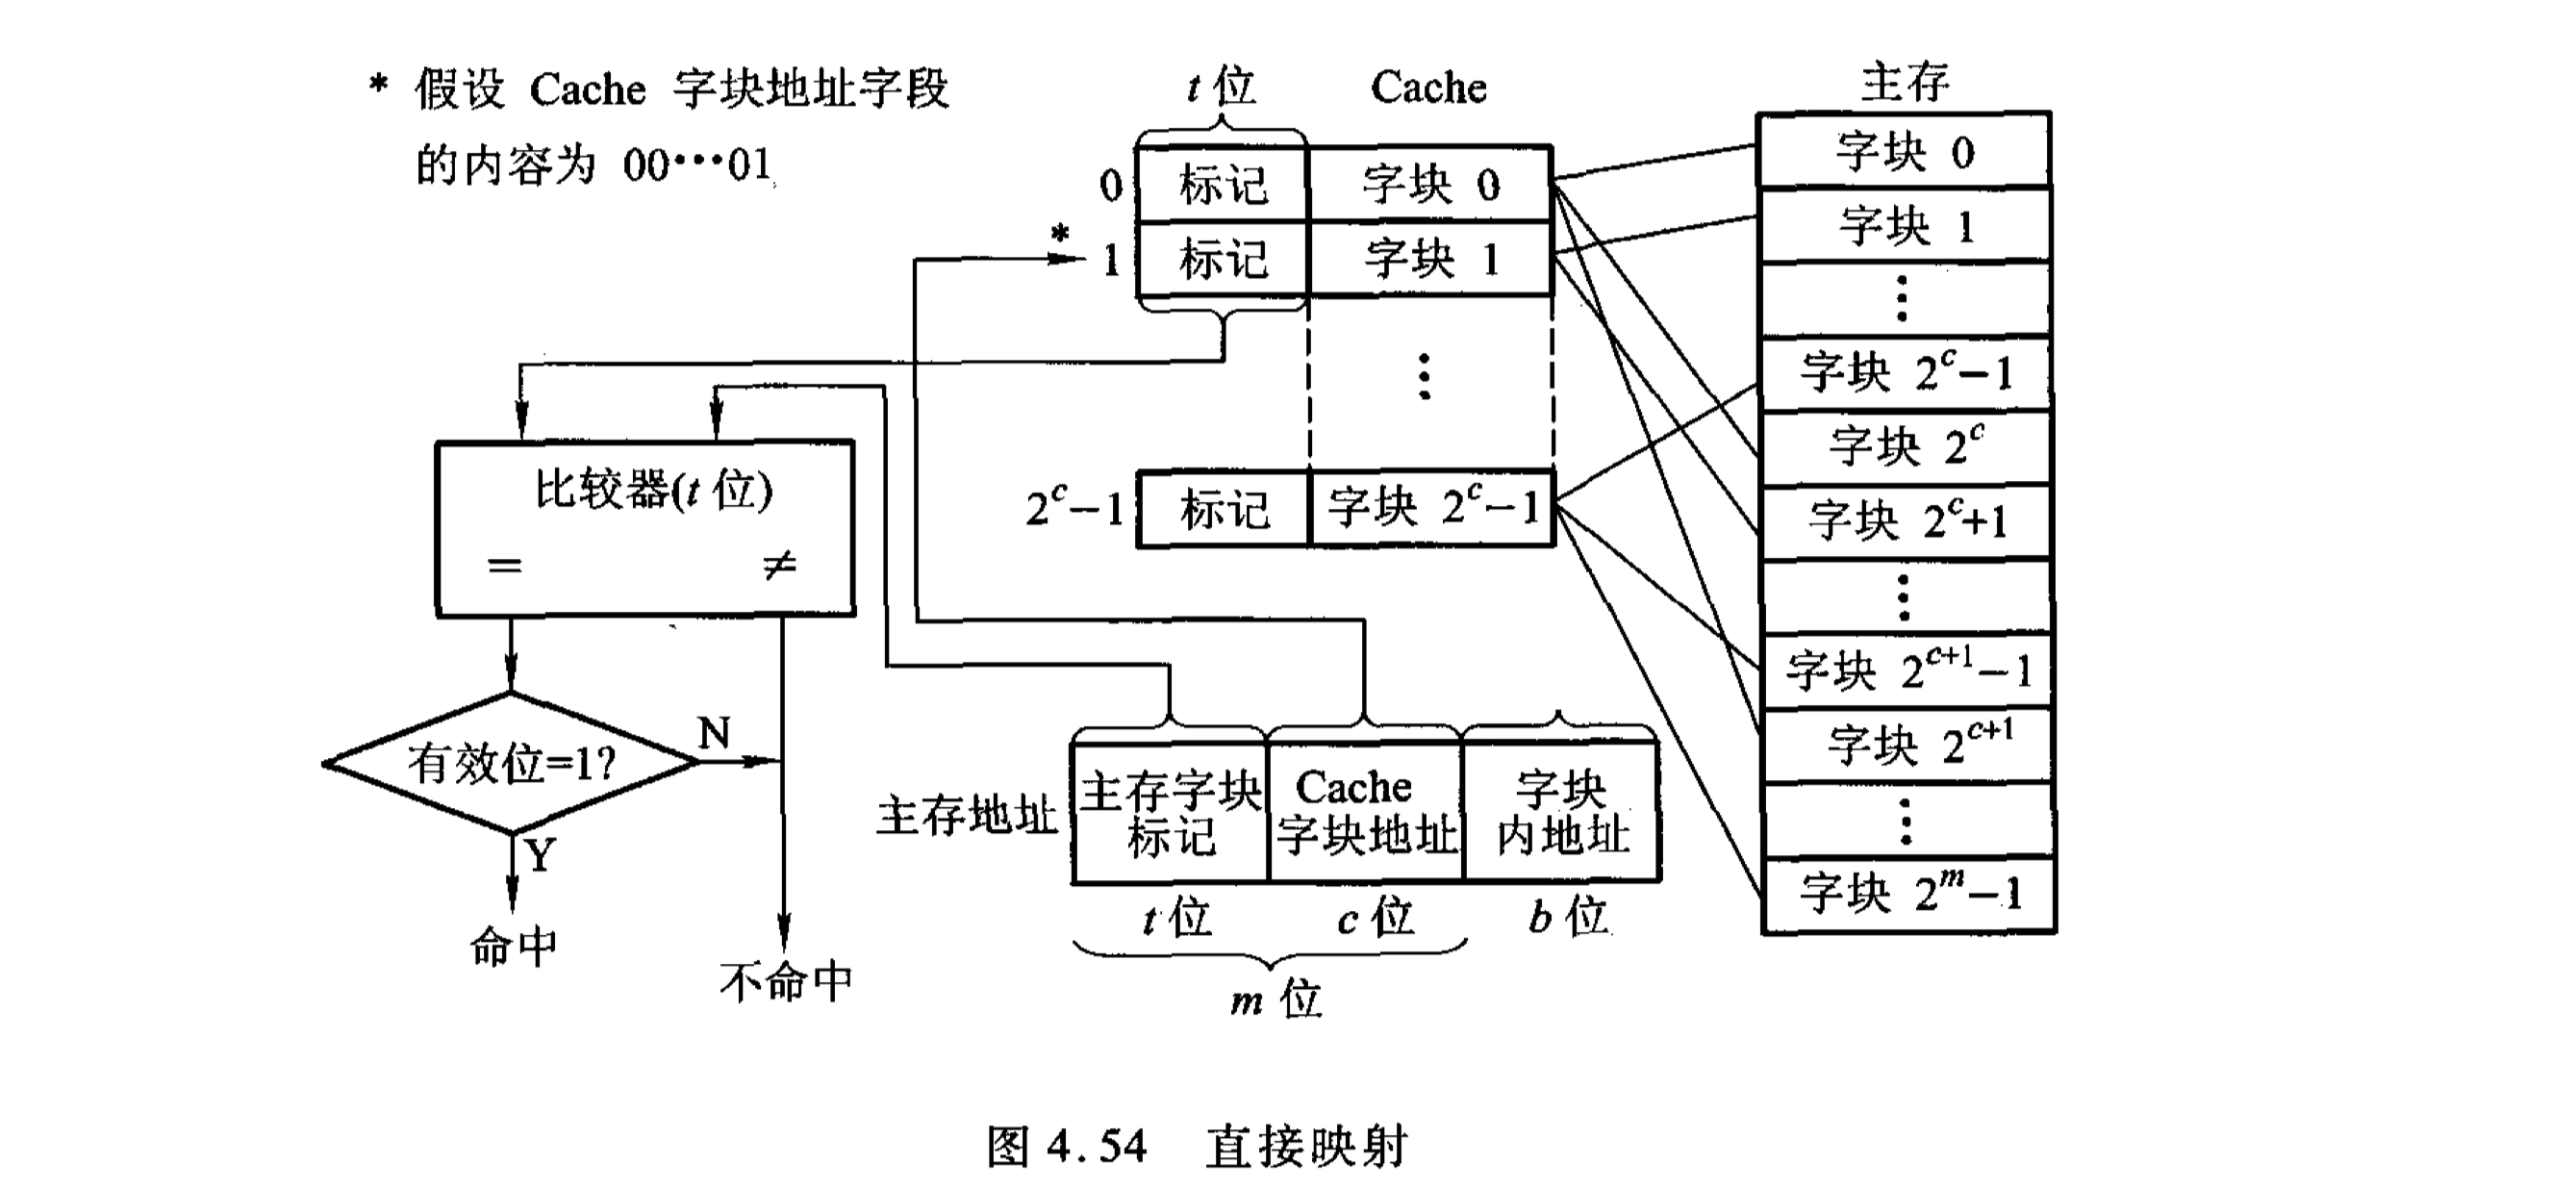 * 假设 Cache 字块地址字段
的内容为 00···01
t 位
Cache
主存
0
标记
字块 0
*
1
标记
字块 1
⋮
2^c−1
标记
字块 2^c−1
字块 0
字块 1
⋮
字块 2^c−1
字块 2^c
字块 2^c+1
⋮
字块 2^{c+1}−1
字块 2^{c+1}
⋮
字块 2^m−1
比较器(t 位)
=
≠
有效位=1?
N
Y
命中
不命中
主存地址
主存字块
标记
Cache
字块地址
字块
内地址
t 位
c 位
b 位
m 位
图 4.54 直接映射